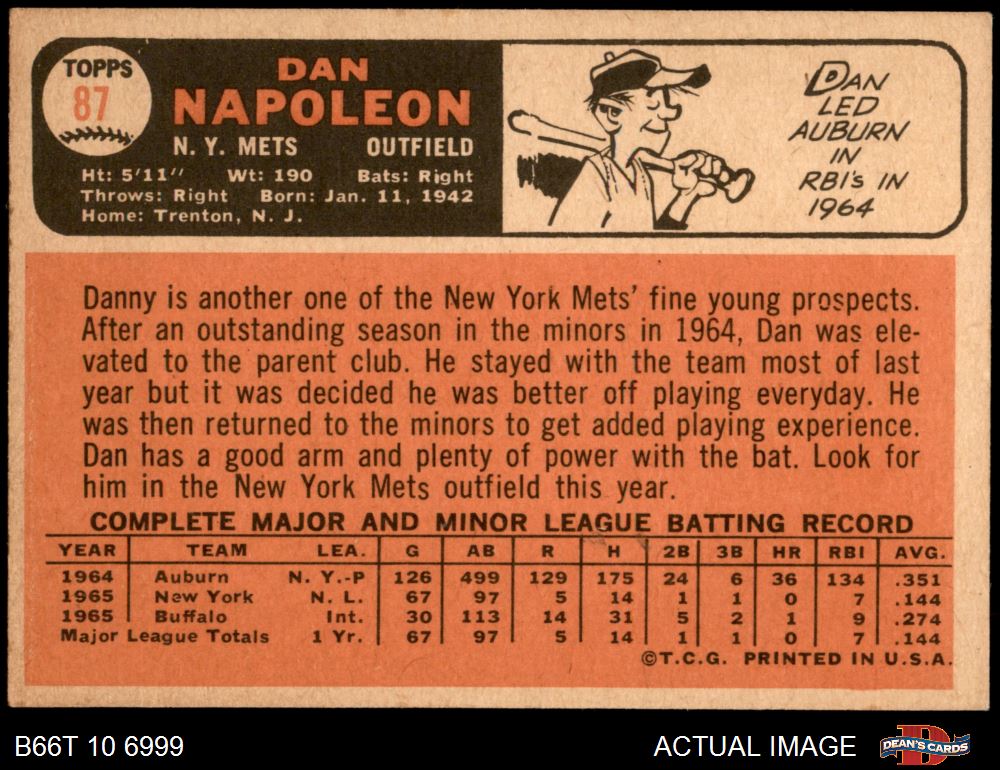 TOPPS
87
DAN
NAPOLEON
N. Y. METS OUTFIELD
Ht: 5'11" Wt: 190 Bats: Right
Throws: Right Born: Jan. 11, 1942
Home: Trenton, N. J.
DAN
LED
AUBURN
IN
RBI's IN
1964
Danny is another one of the New York Mets' fine young prospects.
After an outstanding season in the minors in 1964, Dan was ele-
vated to the parent club. He stayed with the team most of last
year but it was decided he was better off playing everyday. He
was then returned to the minors to get added playing experience.
Dan has a good arm and plenty of power with the bat. Look for
him in the New York Mets outfield this year.
COMPLETE MAJOR AND MINOR LEAGUE BATTING RECORD
YEAR TEAM LEA. G AB R H 2B 3B HR RBI AVG.
1964 Auburn N. Y.-P 126 499 129 175 24 6 36 134 .351
1965 New York N. L. 67 97 5 14 1 1 0 7 .144
1965 Buffalo Int. 30 113 14 31 5 2 1 9 .274
Major League Totals 1 Yr. 67 97 5 14 1 1 0 7 .144
©T.C.G. PRINTED IN U.S.A.
B66T 10 6999 ACTUAL IMAGE
D
DEAN'S CARDS